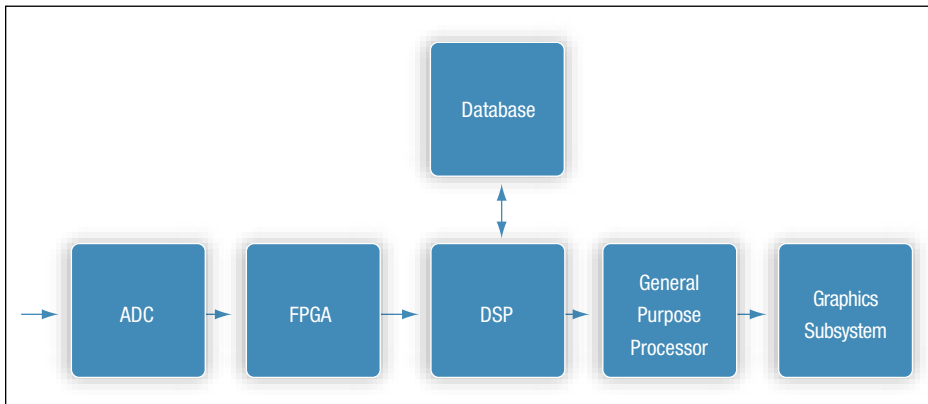 Database
ADC
FPGA
DSP
General
Purpose
Processor
Graphics
Subsystem